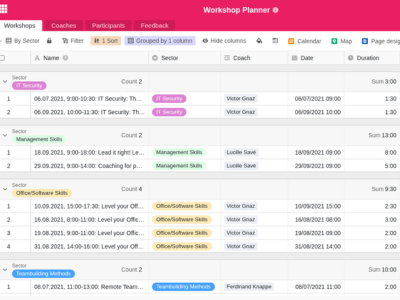 Workshop Planner
Workshops Coaches Participants Feedback
By Sector Filter 1 Sort Grouped by 1 column Hide columns Calendar Map Page desig
Name Sector Coach Date Duration
Sector
IT Security Count 2 Sum 3:00
1 06.07.2021, 9:00-10:30: IT Security: Th... IT Security Victor Gnaz 06/07/2021 09:00 1:30
2 06.09.2021, 10:00-11:30: IT Security: Th... IT Security Victor Gnaz 06/09/2021 10:00 1:30
Sector
Management Skills Count 2 Sum 13:00
1 18.09.2021, 9:00-18:00: Lead it right! Le... Management Skills Lucille Savé 18/09/2021 09:00 8:00
2 29.09.2021, 9:00-14:00: Coaching for p... Management Skills Lucille Savé 29/09/2021 09:00 5:00
Sector
Office/Software Skills Count 4 Sum 9:30
1 10.09.2021, 15:00-17:30: Level your Off... Office/Software Skills Victor Gnaz 10/09/2021 15:00 2:30
2 16.08.2021, 8:00-11:00: Level your Offic... Office/Software Skills Victor Gnaz 16/08/2021 08:00 3:00
3 19.08.2021, 9:00-11:00: Level your Offic... Office/Software Skills Victor Gnaz 19/08/2021 09:00 2:00
4 31.08.2021, 14:00-16:00: Level your Off... Office/Software Skills Victor Gnaz 31/08/2021 14:00 2:00
Sector
Teambuilding Methods Count 2 Sum 10:00
1 08.07.2021, 11:00-13:00: Remote Team... Teambuilding Methods Ferdinand Knappe 08/07/2021 11:00 2:00